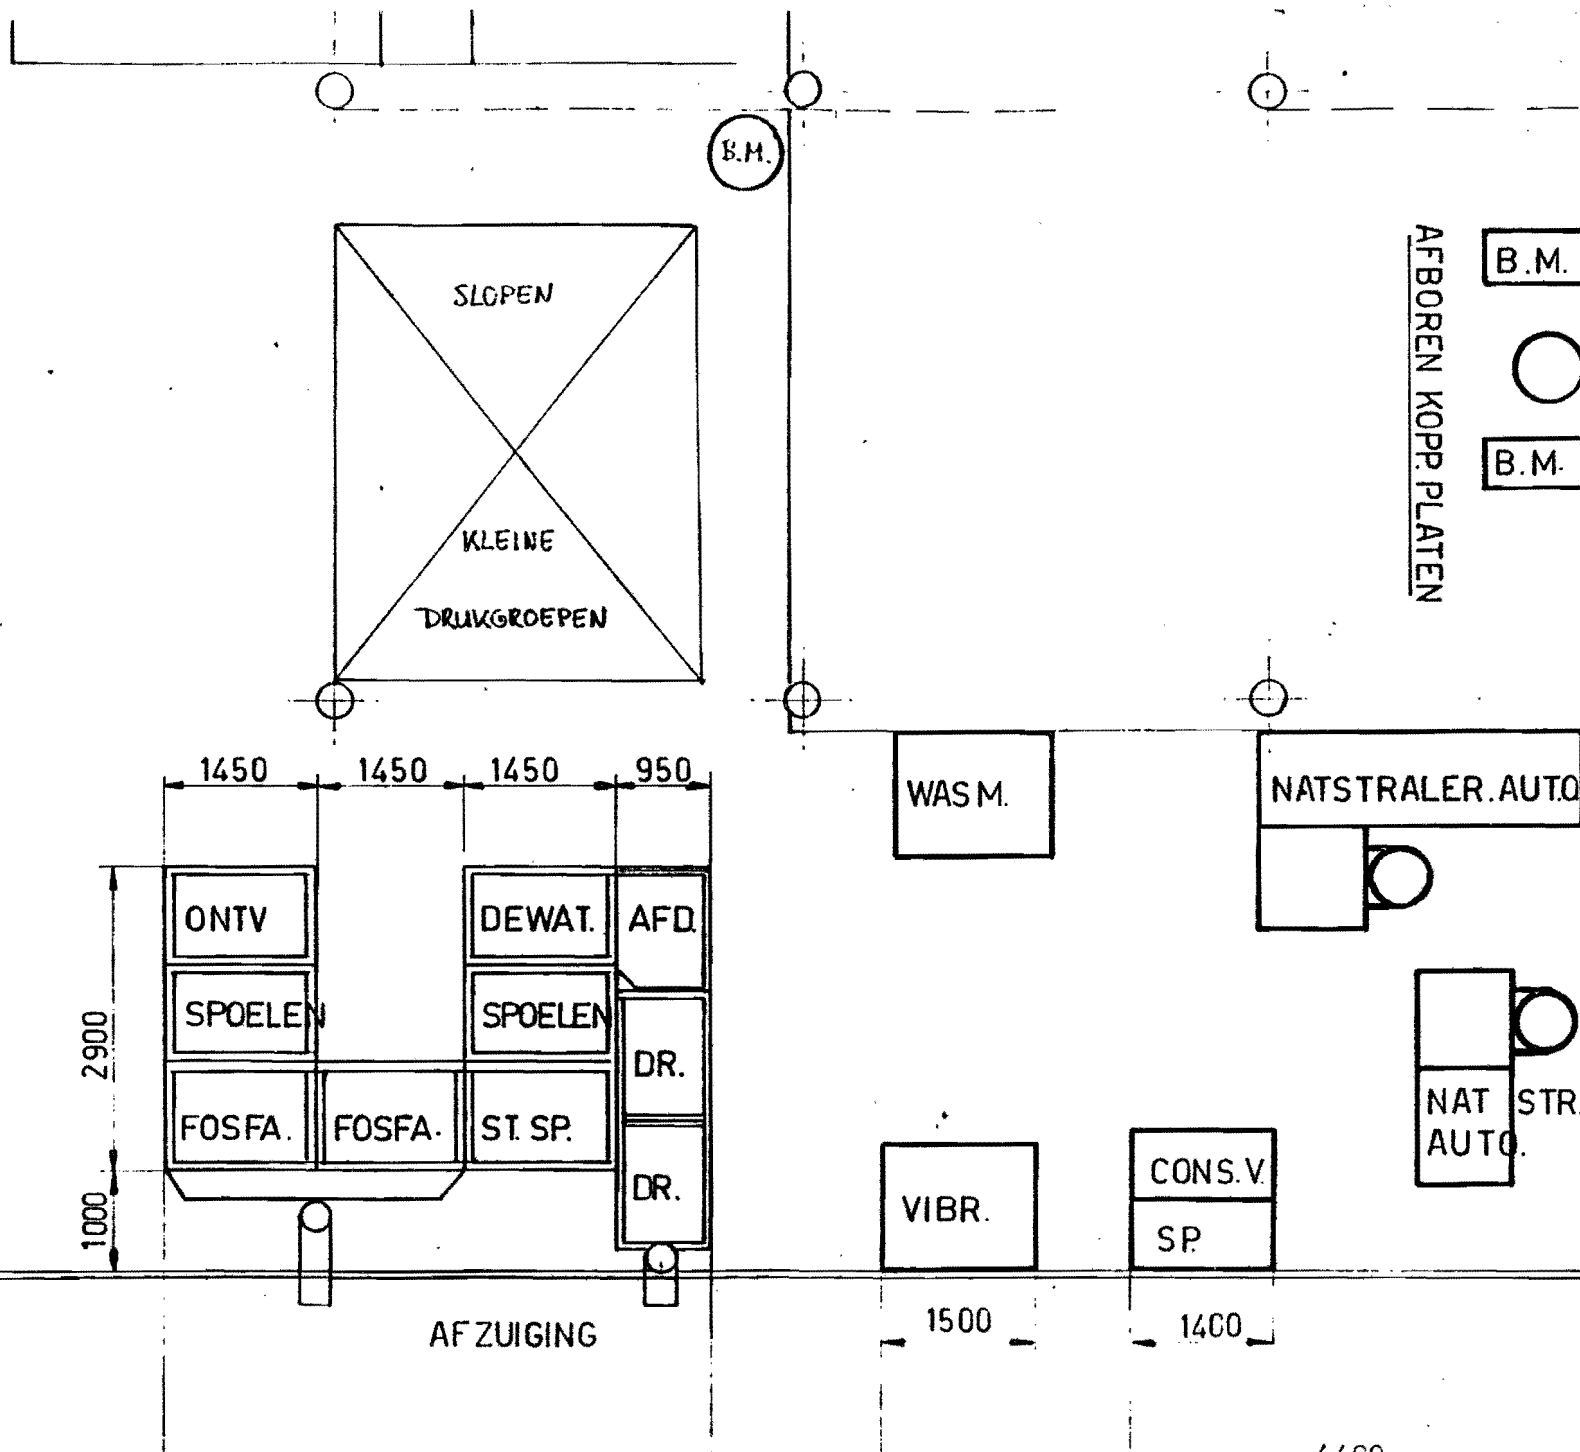 B.M.
SLOPEN
KLEINE
DRUKGROEPEN
AFBOREN KOPP. PLATEN
B.M.
B.M.
1450
1450
1450
950
WASM.
NATSTRALER. AUTO
ONTV
DEWAT.
AFD.
SPOELEN
SPOELEN
DR.
2900
FOSFA.
FOSFA.
ST. SP.
NAT STR.
AUTO.
DR.
1000
VIBR.
CONS. V.
SP.
1500
1400
AFZUIGING